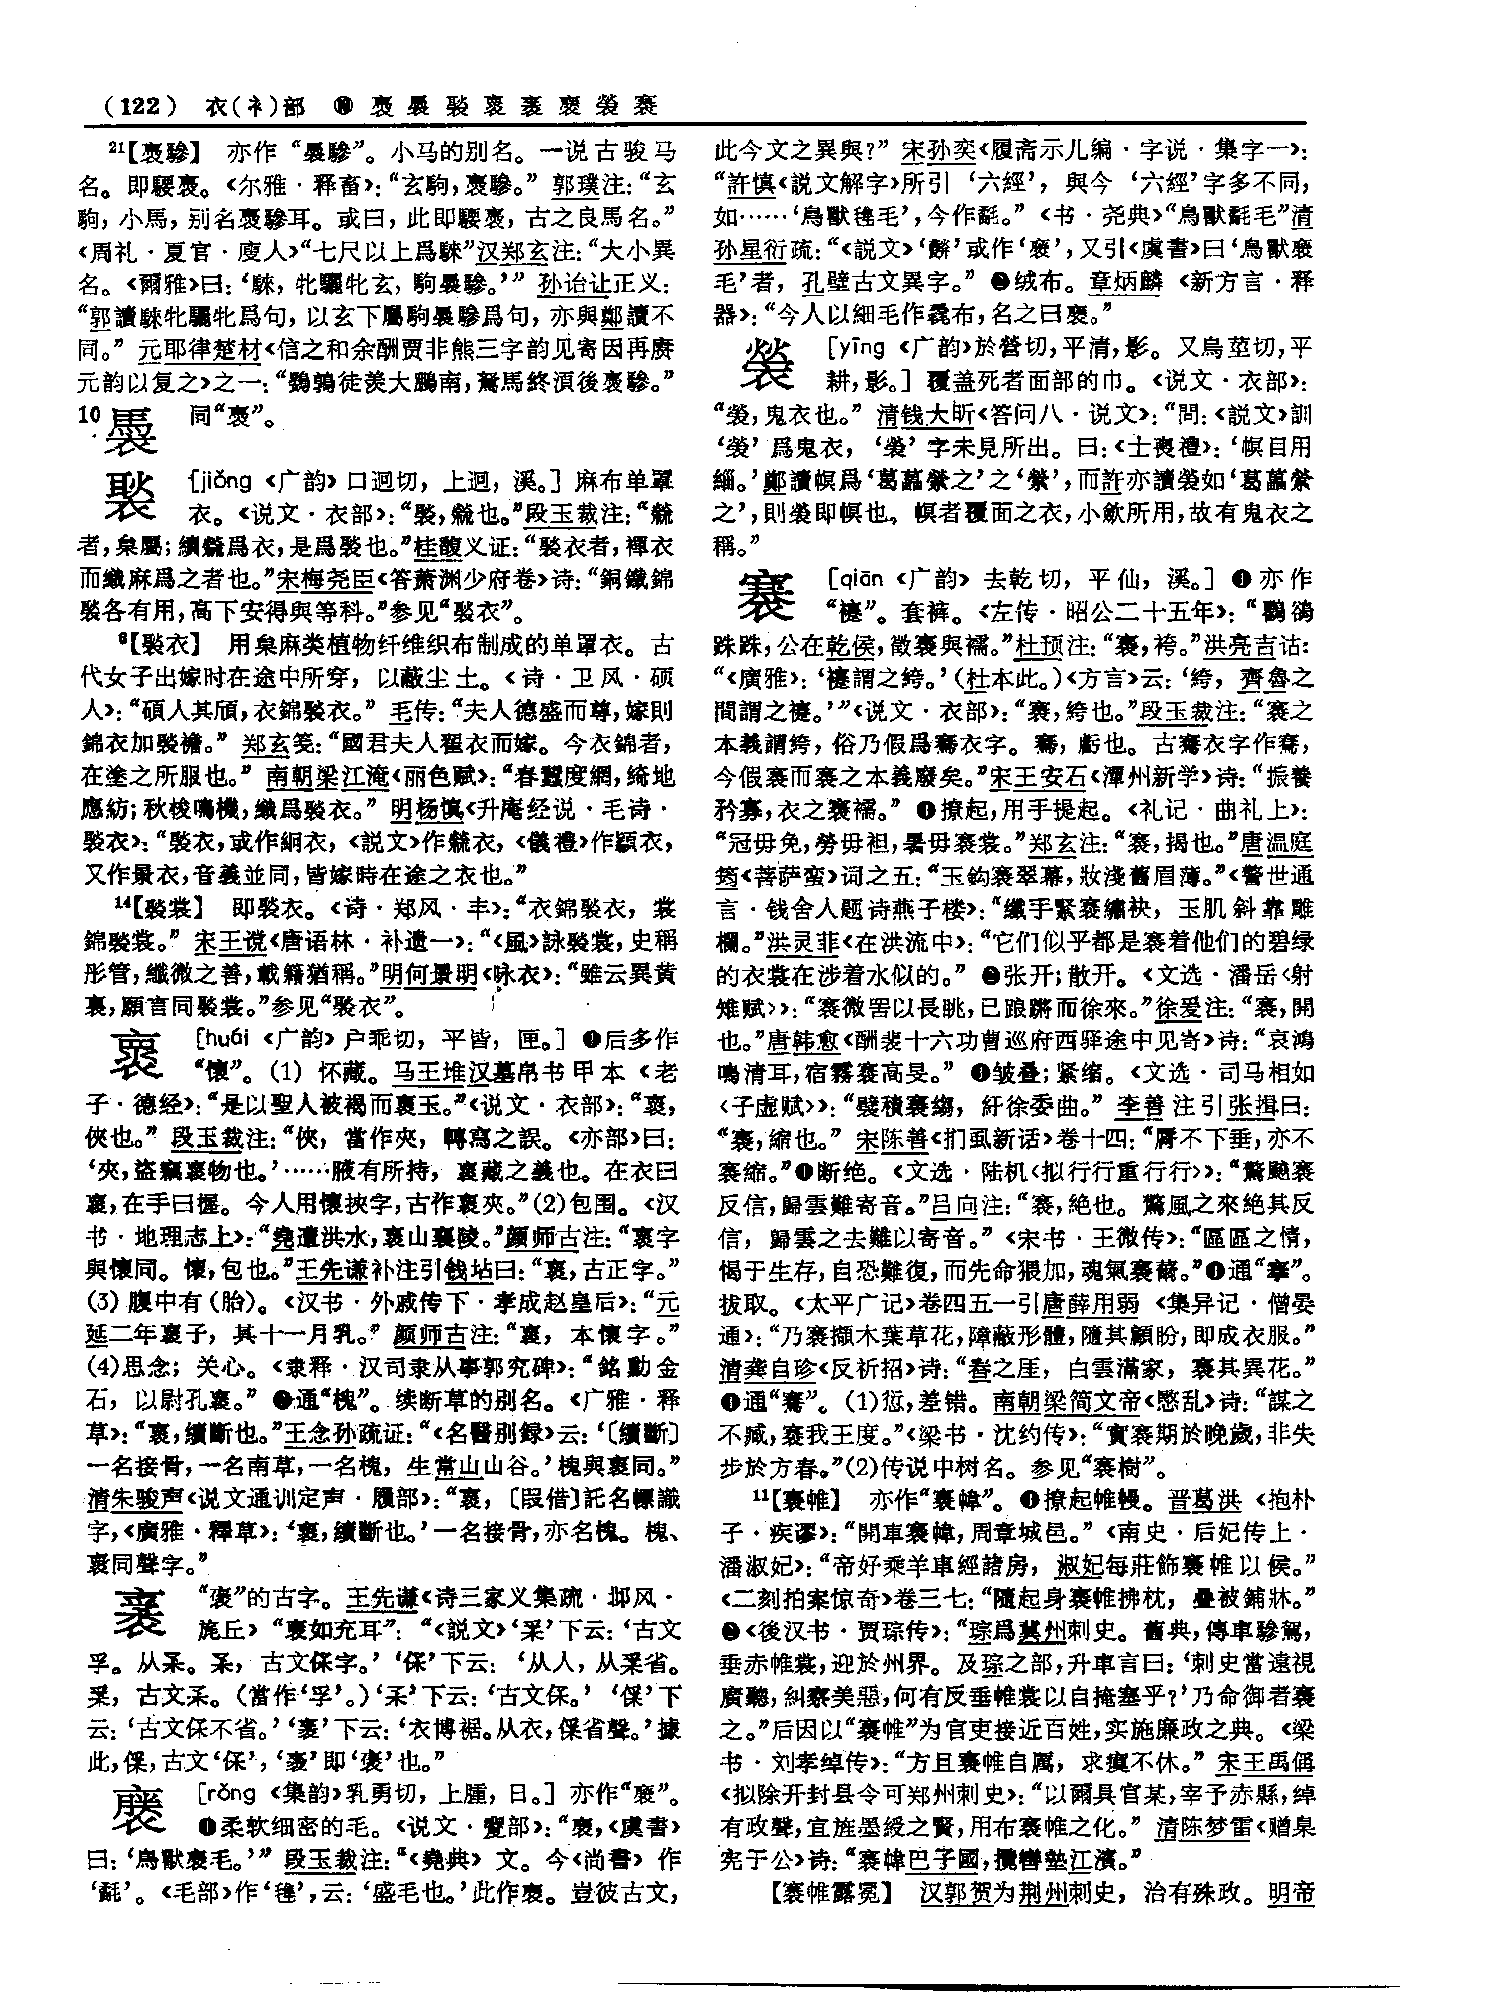 (122) 衣(衤)部 ⑩ 褭 㒟 褧 褱 褎 㲨 褮 褰
21【褭驂】 亦作“㒟驂”。小马的别名。一说古骏马
名。即騕褭。《尔雅·释畜》:“玄駒,褭驂。” 郭璞注:“玄
駒,小馬,别名褭驂耳。或曰,此即騕褭,古之良馬名。”
《周礼·夏官·廋人》“七尺以上爲騋”汉郑玄注:“大小異
名。《爾雅》曰:‘騋,牝驪牝玄,駒褭驂。’” 孙诒让正义:
“郭讀騋牝驪牝爲句,以玄下屬駒褭驂爲句,亦與鄭讀不
同。” 元耶律楚材《信之和余酬贾非熊三字韵见寄因再赓
元韵以复之》之一:“鷃鶉徒羡大鵬南,駑馬終須後褭驂。”
10 同“褭”。
褧 [jiǒng 《广韵》口迥切,上迥,溪。] 麻布单罩
衣。《说文·衣部》:“褧,檾也。”段玉裁注:“檾
者,枲屬;績檾爲衣,是爲褧也。”桂馥义证:“褧衣者,襌衣
而織麻爲之者也。”宋梅尧臣《答萧渊少府卷》诗:“銅鐵錦
褧各有用,高下安得與等科。”参见“褧衣”。
6【褧衣】 用枲麻类植物纤维织布制成的单罩衣。古
代女子出嫁时在途中所穿,以蔽尘土。《诗·卫风·硕
人》:“碩人其頎,衣錦褧衣。” 毛传:“夫人德盛而尊,嫁則
錦衣加褧襜。” 郑玄笺:“國君夫人翟衣而嫁。今衣錦者,
在塗之所服也。” 南朝梁江淹《丽色赋》:“春蠶度網,綺地
應紡;秋梭鳴機,織爲褧衣。” 明杨慎《升庵经说·毛诗·
褧衣》:“褧衣,或作絅衣,《説文》作檾衣,《儀禮》作穎衣,
又作景衣,音義並同,皆嫁時在途之衣也。”
14【褧裳】 即褧衣。《诗·郑风·丰》:“衣錦褧衣,裳
錦褧裳。” 宋王谠《唐语林·补遗一》:“《風》詠褧裳,史稱
彤管,纖微之善,載籍猶稱。”明何景明《咏衣》:“雖云異黄
裏,願言同褧裳。”参见“褧衣”。
褱 [huái 《广韵》户乖切,平皆,匣。] ❶后多作
“懷”。(1) 怀藏。马王堆汉墓帛书甲本《老
子·德经》:“是以聖人被褐而褱玉。”《说文·衣部》:“褱,
俠也。” 段玉裁注:“俠,當作夾,轉寫之誤。《亦部》曰:
‘夾,盜竊褱物也。’……腋有所持,褱藏之義也。在衣曰
褱,在手曰握。今人用懷挾字,古作褱夾。”(2)包围。《汉
书·地理志上》:“堯遭洪水,褱山襄陵。”颜师古注:“褱字
與懷同。懷,包也。”王先谦补注引钱坫曰:“褱,古正字。”
(3) 腹中有(胎)。《汉书·外戚传下·孝成赵皇后》:“元
延二年褱子,其十一月乳。” 颜师古注:“褱,本懷字。”
(4)思念;关心。《隶释·汉司隶从事郭究碑》:“銘勳金
石,以尉孔褱。” ❷通“槐”。续断草的别名。《广雅·释
草》:“褱,續斷也。”王念孙疏证:“《名醫别録》云:‘〔續斷〕
一名接骨,一名南草,一名槐,生常山山谷。’槐與褱同。”
清朱骏声《说文通训定声·履部》:“褱,〔叚借〕託名幖識
字,《廣雅·釋草》:‘褱,續斷也。’一名接骨,亦名槐。槐、
褱同聲字。”
“褒”的古字。王先谦《诗三家义集疏·邶风·
旄丘》“褎如充耳”:“《説文》‘采’下云:‘古文
孚。从𤓽。𤓽,古文保字。’‘保’下云:‘从人,从采省。
采,古文𤓽。(當作‘孚’。)‘𤓽’下云:‘古文保。’‘保’下
云:‘古文保不省。’‘褎’下云:‘衣博裾。从衣,保省聲。’據
此,保,古文‘保’,‘褎’即‘褒’也。”
[rǒng 《集韵》乳勇切,上腫,日。] 亦作“㲨”。
❶柔软细密的毛。《说文·㲨部》:“㲨,《虞書》
曰:‘鳥獸㲨毛。’” 段玉裁注:“《堯典》文。今《尚書》作
‘氄’。《毛部》作‘毪’,云:‘盛毛也。’此作㲨。豈彼古文,
此今文之異與?” 宋孙奕《履斋示儿编·字说·集字一》:
“許慎《説文解字》所引‘六經’,與今‘六經’字多不同,
如……‘鳥獸毪毛’,今作氄。”《书·尧典》“鳥獸氄毛”清
孙星衍疏:“《説文》‘䩸’或作‘㲨’,又引《虞書》曰‘鳥獸㲨
毛’者,孔壁古文異字。” ❷绒布。章炳麟《新方言·释
器》:“今人以細毛作毳布,名之曰㲨。”
褮 [yīng 《广韵》於營切,平清,影。又烏莖切,平
耕,影。] 覆盖死者面部的巾。《说文·衣部》:
“褮,鬼衣也。” 清钱大昕《答问八·说文》:“問:《説文》訓
‘褮’爲鬼衣,‘褮’字未見所出。曰:《士喪禮》:‘幎目用
緇。’鄭讀幎爲‘葛藟縈之’之‘縈’,而許亦讀褮如‘葛藟縈
之’,則褮即幎也。幎者覆面之衣,小斂所用,故有鬼衣之
稱。”
褰 [qiān 《广韵》去乾切,平仙,溪。] ❶亦作
“襪”。套裤。《左传·昭公二十五年》:“鸜鵒
跦跦,公在乾侯,徵褰與襦。”杜预注:“褰,袴。”洪亮吉诂:
“《廣雅》:‘𧝓謂之絝。’(杜本此。)《方言》云:‘絝,齊魯之
間謂之𧝓。’”《说文·衣部》:“褰,絝也。”段玉裁注:“褰之
本義謂絝,俗乃假爲騫衣字。騫,虧也。古騫衣字作騫,
今假褰而褰之本義廢矣。”宋王安石《潭州新学》诗:“振養
矜寡,衣之褰襦。” ❷撩起,用手提起。《礼记·曲礼上》:
“冠毋免,勞毋袒,暑毋褰裳。”郑玄注:“褰,揭也。”唐温庭
筠《菩萨蛮》词之五:“玉鈎褰翠幕,妝淺舊眉薄。”《警世通
言·钱舍人题诗燕子楼》:“纖手緊褰繡袂,玉肌斜靠雕
欄。”洪灵菲《在洪流中》:“它们似乎都是褰着他们的碧绿
的衣裳在涉着水似的。” ❸张开;散开。《文选·潘岳〈射
雉赋〉》:“褰微罟以長眺,已踉蹡而徐來。”徐爰注:“褰,開
也。”唐韩愈《酬裴十六功曹巡府西驿途中见寄》诗:“哀鴻
鳴清耳,宿霧褰高旻。” ❹皱叠;紧缩。《文选·司马相如
〈子虚赋〉》:“襞積褰縐,紆徐委曲。” 李善注引张揖曰:
“褰,縮也。” 宋陈善《扪虱新话》卷十四:“脣不下垂,亦不
褰縮。”❺断绝。《文选·陆机〈拟行行重行行〉》:“驚飈褰
反信,歸雲難寄音。”吕向注:“褰,絶也。驚風之來絶其反
信,歸雲之去難以寄音。”《宋书·王微传》:“區區之情,
愒于生存,自恐難復,而先命猥加,魂氣褰薾。”❻通“搴”。
拔取。《太平广记》卷四五一引唐薛用弱《集异记·僧晏
通》:“乃褰擷木葉草花,障蔽形體,隨其顧盼,即成衣服。”
清龚自珍《反祈招》诗:“春之厓,白雲滿家,褰其異花。”
❼通“騫”。(1)愆,差错。南朝梁简文帝《愍乱》诗:“謀之
不臧,褰我王度。”《梁书·沈约传》:“實褰期於晚歲,非失
步於方春。”(2)传说中树名。参见“褰樹”。
11【褰帷】 亦作“褰幃”。❶撩起帷幔。晋葛洪《抱朴
子·疾谬》:“開車褰幃,周章城邑。”《南史·后妃传上·
潘淑妃》:“帝好乘羊車經諸房,淑妃每莊飾褰帷以侯。”
《二刻拍案惊奇》卷三七:“隨起身褰帷拂枕,疊被鋪牀。”
❷《後汉书·贾琮传》:“琮爲冀州刺史。舊典,傳車驂駕,
垂赤帷裳,迎於州界。及琮之部,升車言曰:‘刺史當遠視
廣聽,糾察美惡,何有反垂帷裳以自掩塞乎?’乃命御者褰
之。”后因以“褰帷”为官吏接近百姓,实施廉政之典。《梁
书·刘孝绰传》:“方且褰帷自厲,求瘼不休。” 宋王禹偁
《拟除开封县令可郑州刺史》:“以爾具官某,宰予赤縣,綽
有政聲,宜旌墨綬之賢,用布褰帷之化。” 清陈梦雷《赠臬
宪于公》诗:“褰幃巴子國,攬轡墊江濱。”
【褰帷露冕】 汉郭贺为荆州刺史,治有殊政。明帝